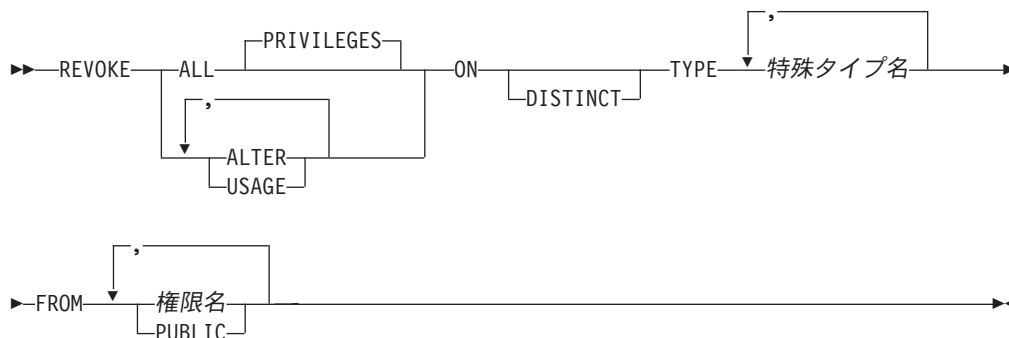 ,
PRIVILEGES
REVOKE ALL ON TYPE 特殊タイプ名
, DISTINCT
ALTER
USAGE
,
FROM 権限名
PUBLIC